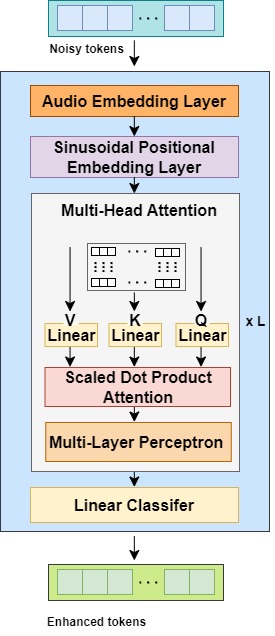 Noisy tokens
Audio Embedding Layer
Sinusoidal Positional
Embedding Layer
Multi-Head Attention
V K Q
Linear Linear Linear
x L
Scaled Dot Product
Attention
Multi-Layer Perceptron
Linear Classifer
Enhanced tokens